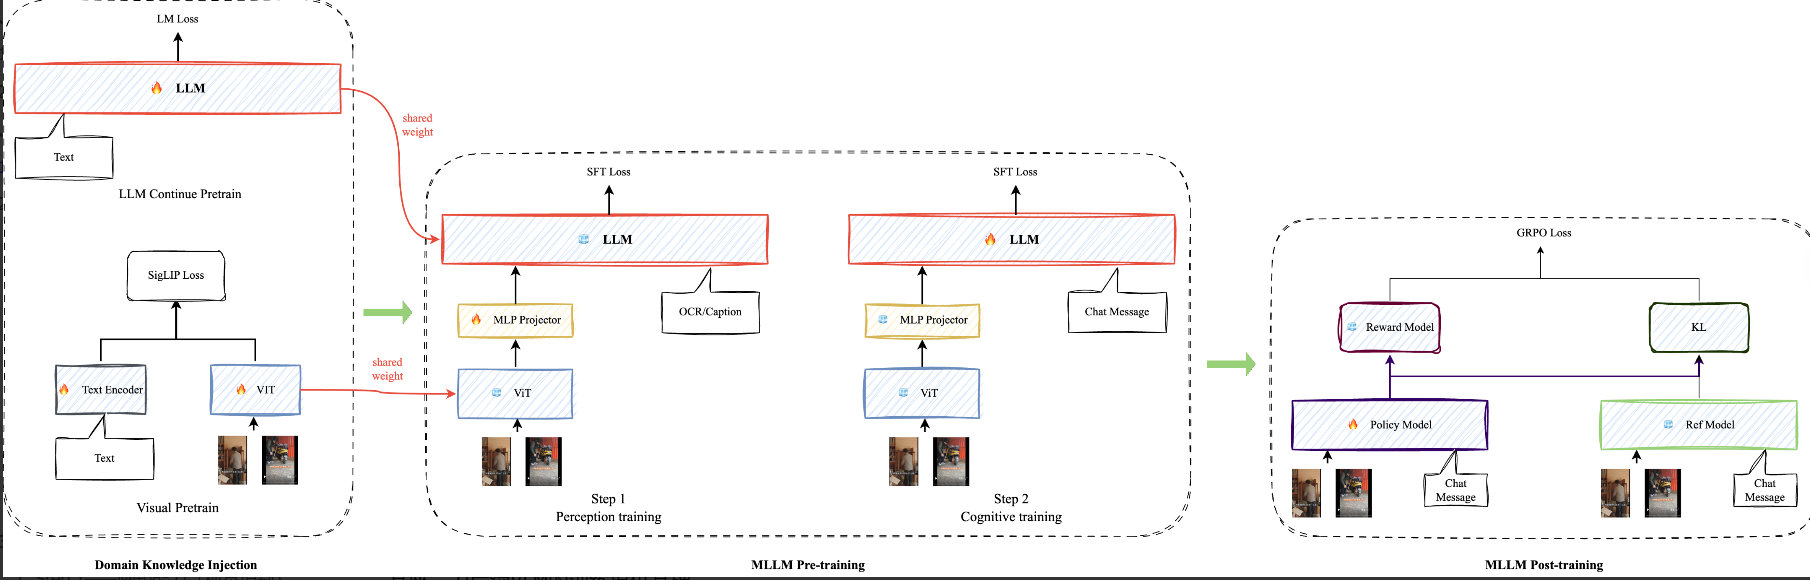 LM Loss
LLM
Text
LLM Continue Pretrain
SigLIP Loss
Text Encoder
VIT
Text
Visual Pretrain
Domain Knowledge Injection
shared
weight
shared
weight
SFT Loss
LLM
MLP Projector
OCR/Caption
ViT
Step 1
Perception training
SFT Loss
LLM
MLP Projector
Chat Message
ViT
Step 2
Cognitive training
MLLM Pre-training
GRPO Loss
Reward Model
KL
Policy Model
Ref Model
Chat
Message
Chat
Message
MLLM Post-training